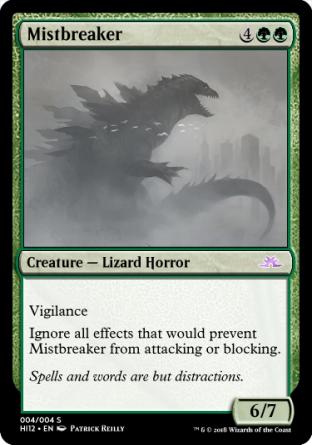 Mistbreaker 4
Creature — Lizard Horror
Vigilance
Ignore all effects that would prevent
Mistbreaker from attacking or blocking.
Spells and words are but distractions.
6/7
004/004 S
HI12 • EN Patrick Reilly
™ & © 2018 Wizards of the Coast